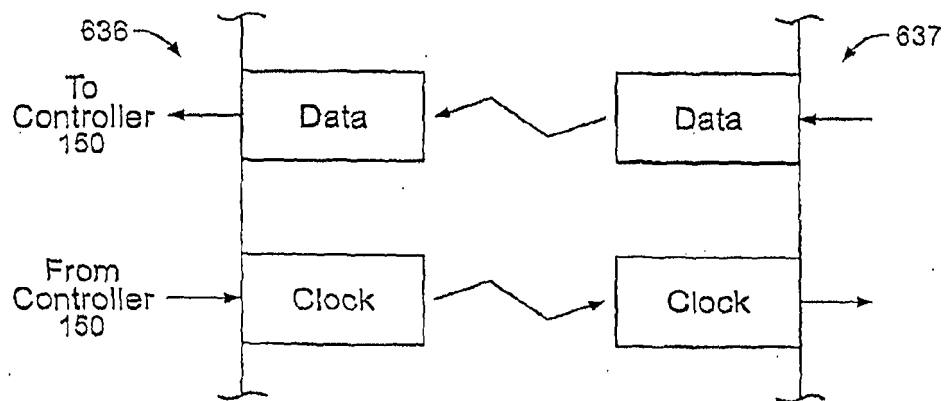 636
637
To
Controller
150
Data
Data
From
Controller
150
Clock
Clock